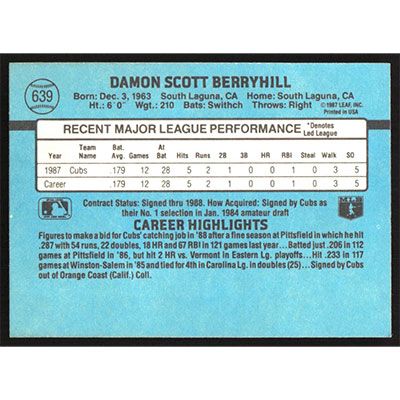 639
DAMON SCOTT BERRYHILL
Born: Dec. 3, 1963 South Laguna, CA Home: South Laguna, CA
Ht.: 6´0˝ Wgt.: 210 Bats: Swithch Throws: Right
© 1987 LEAF, INC.
Printed in USA
RECENT MAJOR LEAGUE PERFORMANCE *Denotes Led League
Year Team Name Bat. Avg. Games At Bat Hits Runs 2B 3B HR RBI Steal Walk SO
1987 Cubs .179 12 28 5 2 1 0 0 1 0 3 5
Career .179 12 28 5 2 1 0 0 1 0 3 5
Contract Status: Signed thru 1988. How Acquired: Signed by Cubs as
their No. 1 selection in Jan. 1984 amateur draft
CAREER HIGHLIGHTS
Figures to make a bid for Cubs' catching job in '88 after a fine season at Pittsfield in which he hit
.287 with 54 runs, 22 doubles, 18 HR and 67 RBI in 121 games last year...Batted just .206 in 112
games at Pittsfield in '86, but hit 2 HR vs. Vermont in Eastern Lg. playoffs...Hit .233 in 117
games at Winston-Salem in '85 and tied for 4th in Carolina Lg. in doubles (25)...Signed by Cubs
out of Orange Coast (Calif.) College